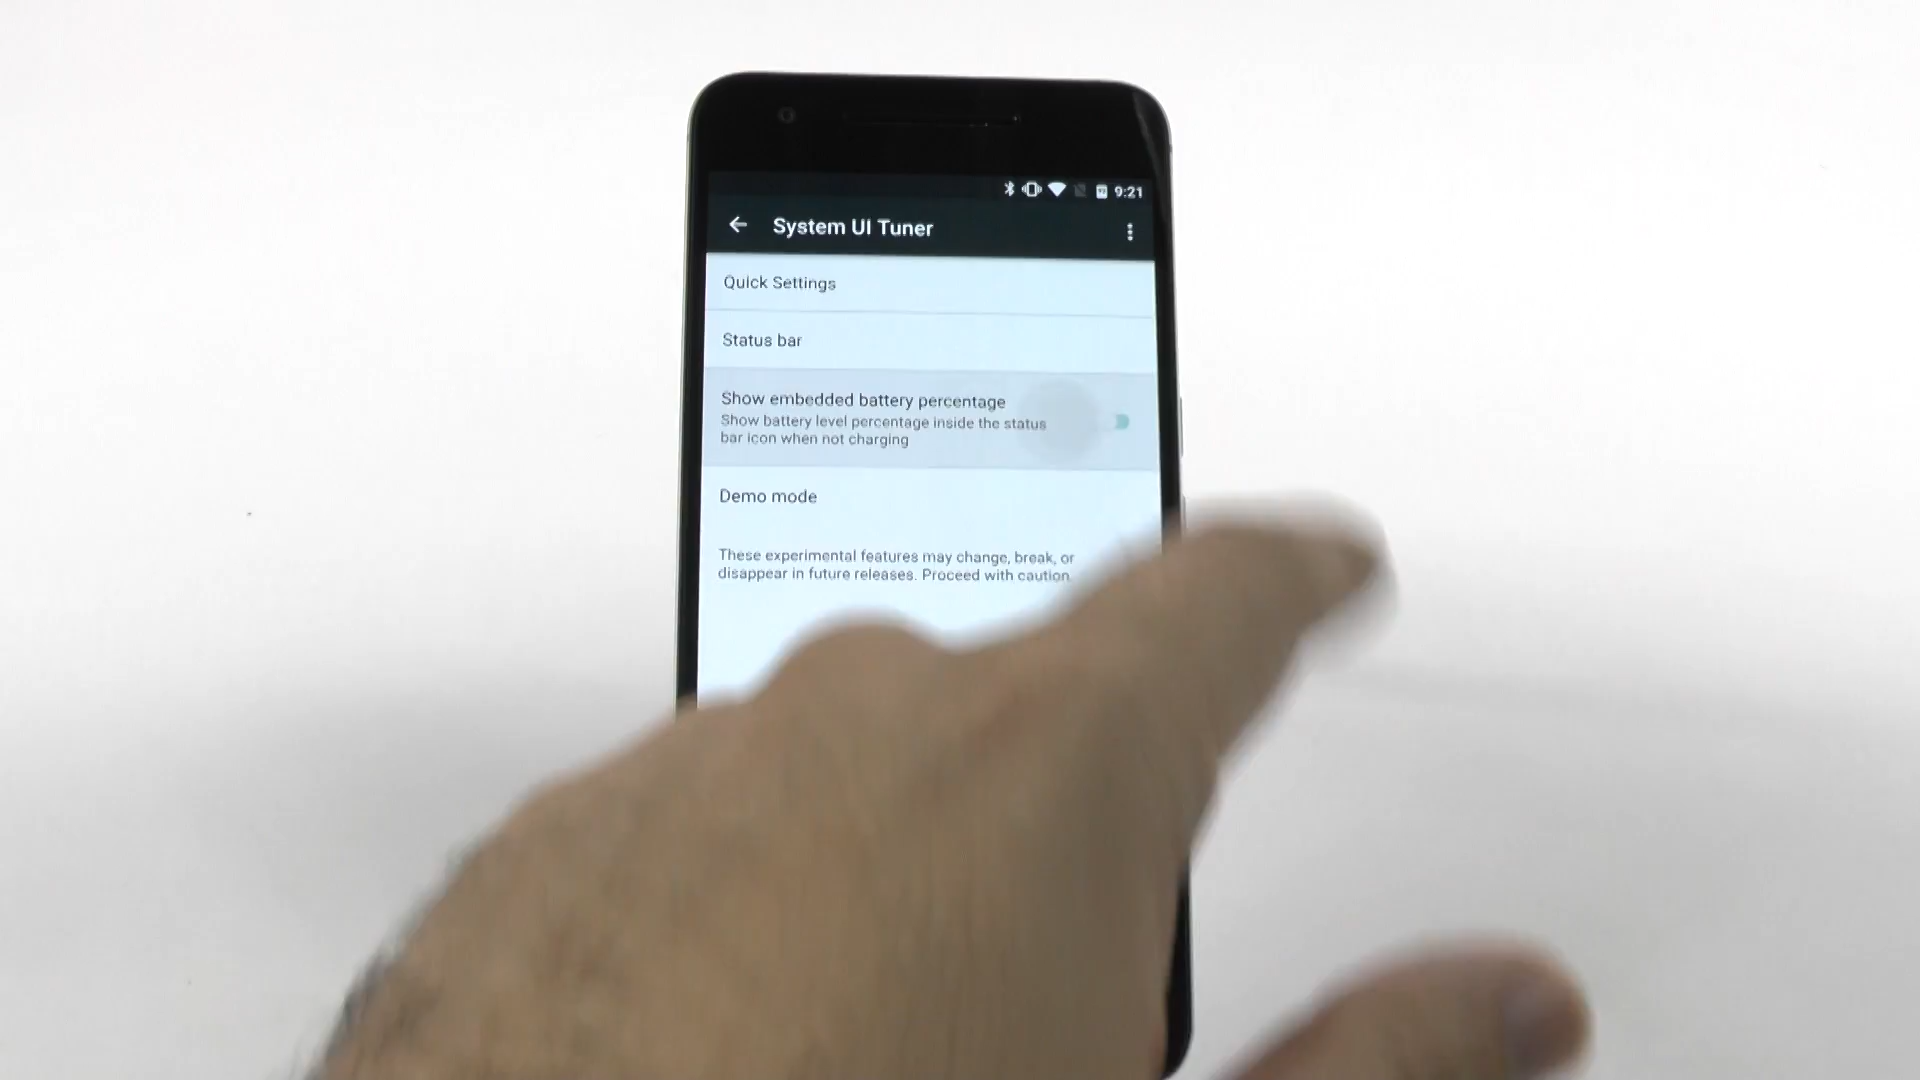 9:21
System UI Tuner
Quick Settings
Status bar
Show embedded battery percentage
Show battery level percentage inside the status
bar icon when not charging
Demo mode
These experimental features may change, break, or
disappear in future releases. Proceed with caution.